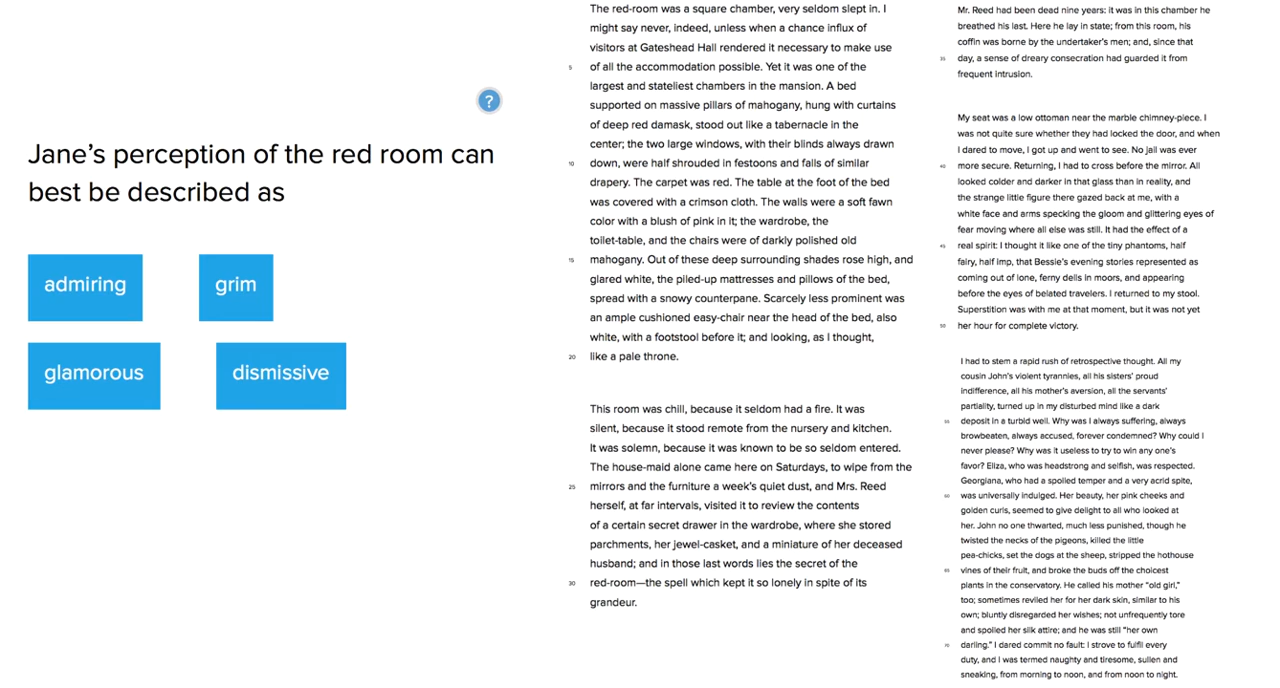 ?
Jane's perception of the red room can
best be described as
admiring
grim
glamorous
dismissive
The red-room was a square chamber, very seldom slept in. I
might say never, indeed, unless when a chance influx of
visitors at Gateshead Hall rendered it necessary to make use
5 of all the accommodation possible. Yet it was one of the
largest and stateliest chambers in the mansion. A bed
supported on massive pillars of mahogany, hung with curtains
of deep red damask, stood out like a tabernacle in the
center; the two large windows, with their blinds always drawn
10 down, were half shrouded in festoons and falls of similar
drapery. The carpet was red. The table at the foot of the bed
was covered with a crimson cloth. The walls were a soft fawn
color with a blush of pink in it; the wardrobe, the
toilet-table, and the chairs were of darkly polished old
15 mahogany. Out of these deep surrounding shades rose high, and
glared white, the piled-up mattresses and pillows of the bed,
spread with a snowy counterpane. Scarcely less prominent was
an ample cushioned easy-chair near the head of the bed, also
white, with a footstool before it; and looking, as I thought,
20 like a pale throne.
This room was chill, because it seldom had a fire. It was
silent, because it stood remote from the nursery and kitchen.
It was solemn, because it was known to be so seldom entered.
The house-maid alone came here on Saturdays, to wipe from the
25 mirrors and the furniture a week's quiet dust, and Mrs. Reed
herself, at far intervals, visited it to review the contents
of a certain secret drawer in the wardrobe, where she stored
parchments, her jewel-casket, and a miniature of her deceased
husband; and in those last words lies the secret of the
30 red-room—the spell which kept it so lonely in spite of its
grandeur.
Mr. Reed had been dead nine years: it was in this chamber he
breathed his last. Here he lay in state; from this room, his
coffin was borne by the undertaker's men; and, since that
35 day, a sense of dreary consecration had guarded it from
frequent intrusion.
My seat was a low ottoman near the marble chimney-piece. I
was not quite sure whether they had locked the door, and when
I dared to move, I got up and went to see. No jail was ever
40 more secure. Returning, I had to cross before the mirror. All
looked colder and darker in that glass than in reality, and
the strange little figure there gazed back at me, with a
white face and arms specking the gloom and glittering eyes of
fear moving where all else was still. It had the effect of a
45 real spirit: I thought it like one of the tiny phantoms, half
fairy, half imp, that Bessie's evening stories represented as
coming out of lone, ferny dells in moors, and appearing
before the eyes of belated travelers. I returned to my stool.
Superstition was with me at that moment, but it was not yet
50 her hour for complete victory.
I had to stem a rapid rush of retrospective thought. All my
cousin John's violent tyrannies, all his sisters' proud
indifference, all his mother's aversion, all the servants'
partiality, turned up in my disturbed mind like a dark
55 deposit in a turbid well. Why was I always suffering, always
browbeaten, always accused, forever condemned? Why could I
never please? Why was it useless to try to win any one's
favor? Eliza, who was headstrong and selfish, was respected.
Georgiana, who had a spoiled temper and a very acrid spite,
60 was universally indulged. Her beauty, her pink cheeks and
golden curls, seemed to give delight to all who looked at
her. John no one thwarted, much less punished, though he
twisted the necks of the pigeons, killed the little
pea-chicks, set the dogs at the sheep, stripped the hothouse
65 vines of their fruit, and broke the buds off the choicest
plants in the conservatory. He called his mother "old girl,"
too; sometimes reviled her for her dark skin, similar to his
own; bluntly disregarded her wishes; not unfrequently tore
and spoiled her silk attire; and he was still "her own
70 darling." I dared commit no fault: I strove to fulfil every
duty, and I was termed naughty and tiresome, sullen and
sneaking, from morning to noon, and from noon to night.